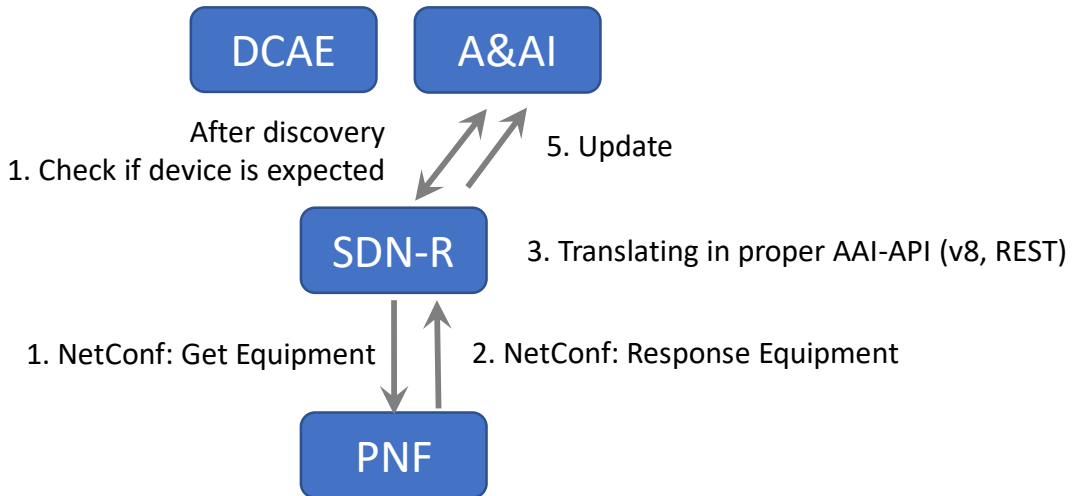 DCAE
A&AI
After discovery
1. Check if device is expected
5. Update
SDN-R
3. Translating in proper AAI-API (v8, REST)
1. NetConf: Get Equipment
2. NetConf: Response Equipment
PNF